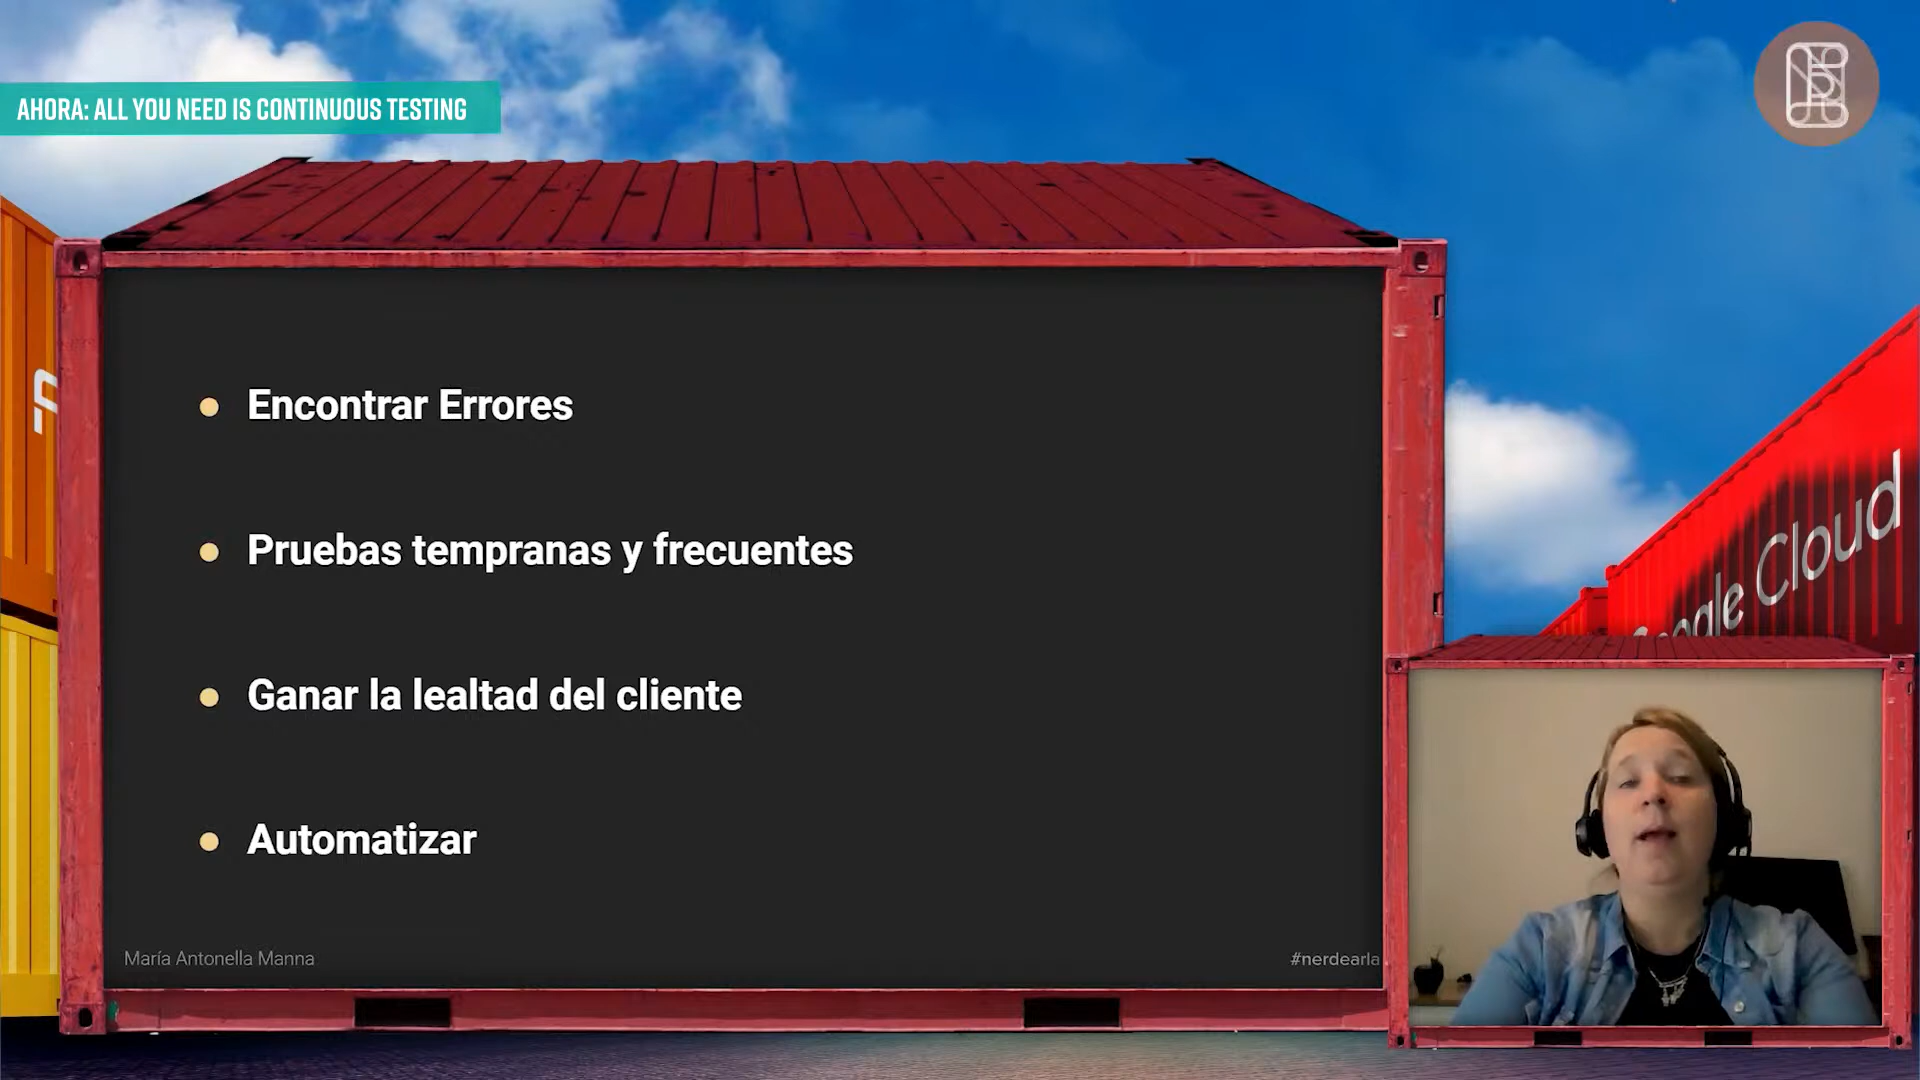 AHORA: ALL YOU NEED IS CONTINUOUS TESTING
Encontrar Errores
Pruebas tempranas y frecuentes
Ganar la lealtad del cliente
Automatizar
María Antonella Manna
#nerdearla
Cloud